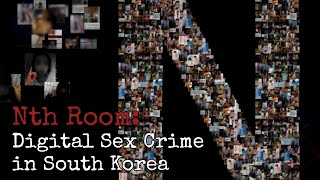 Nth Room:
Digital Sex Crime
in South Korea